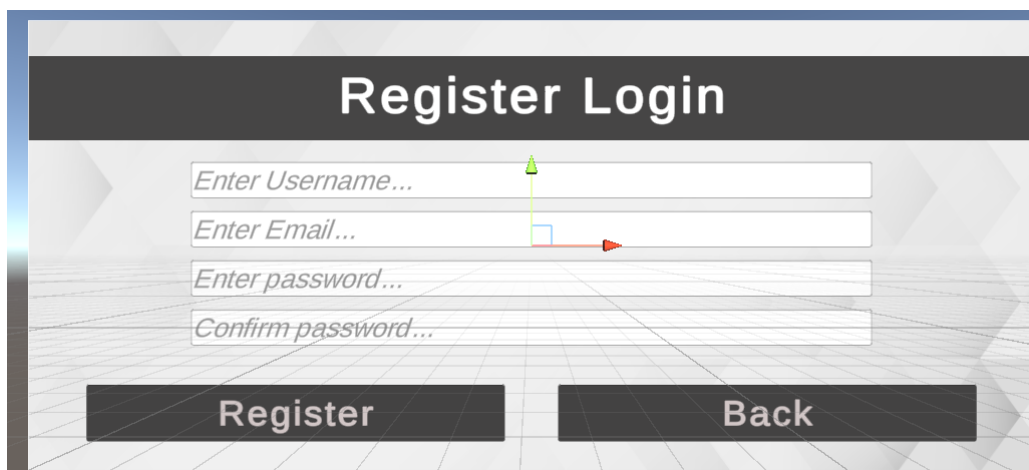 Register Login
Enter Username...
Enter Email...
Enter password...
Confirm password...
Register
Back